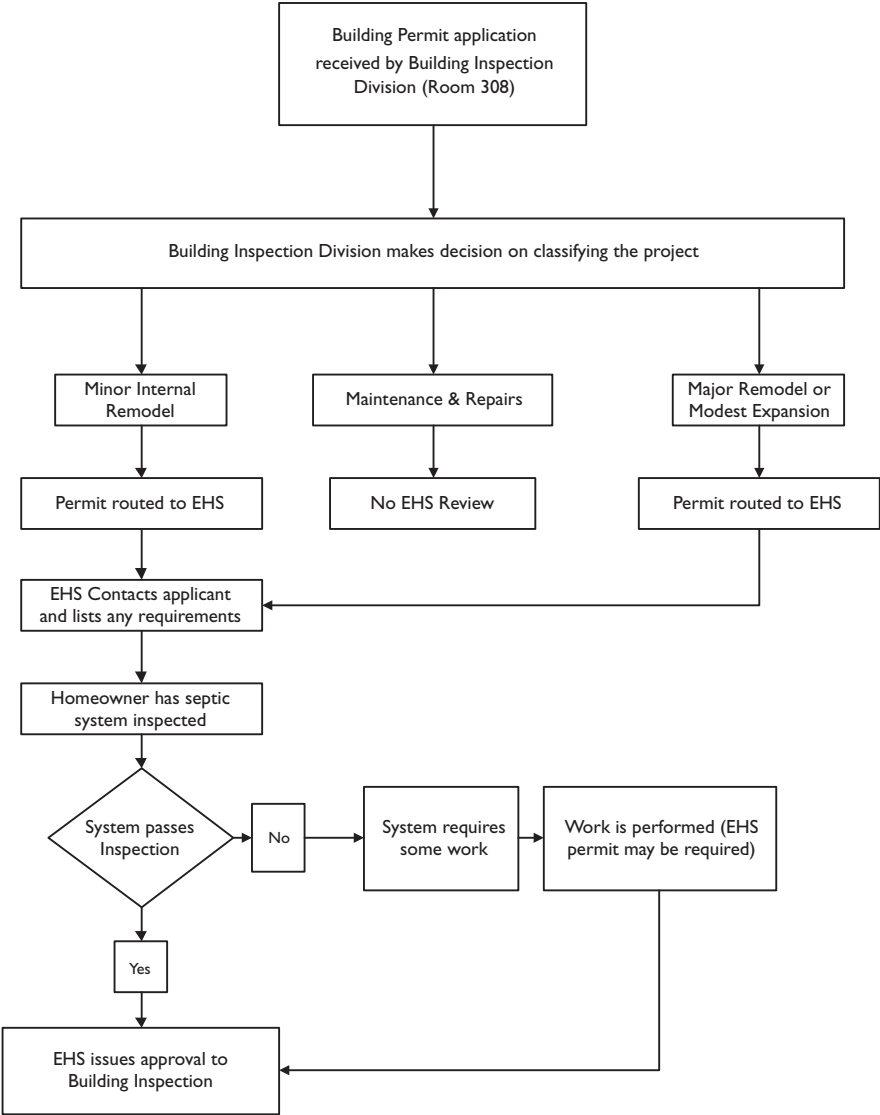 Building Permit application
received by Building Inspection
Division (Room 308)
Building Inspection Division makes decision on classifying the project
Minor Internal
Remodel
Maintenance & Repairs
Major Remodel or
Modest Expansion
Permit routed to EHS
No EHS Review
Permit routed to EHS
EHS Contacts applicant
and lists any requirements
Homeowner has septic
system inspected
System passes
Inspection
No
System requires
some work
Work is performed (EHS
permit may be required)
Yes
EHS issues approval to
Building Inspection